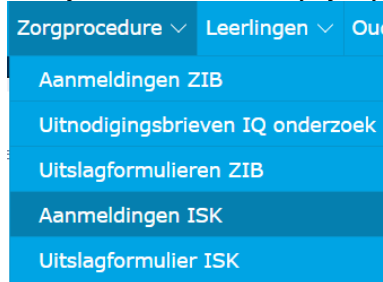 Zorgprocedure Leerlingen
Aanmeldingen ZIB
Uitnodigingsbrieven IQ onderzoek
Uitslagformulieren ZIB
Aanmeldingen ISK
Uitslagformulier ISK